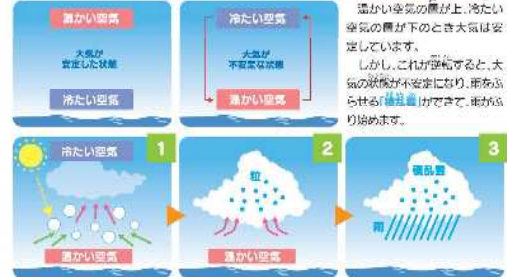 温かい空気
大気が
安定した状態
冷たい空気
冷たい空気
大気が
不安定な状態
温かい空気
温かい空気の層が上、冷たい
空気の層が下のとき大気は安
定しています。
しかし、これが逆転すると、大
気の状態が不安定になり、雨をふ
らせる「積乱雲」ができて、雨がふ
り始めます。
1
冷たい空気
温かい空気
2
粒
温かい空気
3
積乱雲
雨